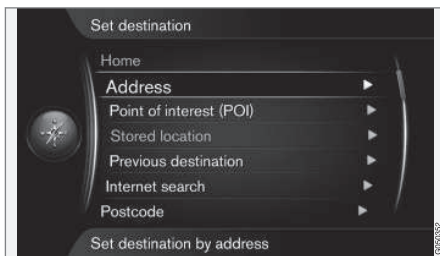 Set destination
Home
Address
Point of interest (POI)
Stored location
Previous destination
Internet search
Postcode
Set destination by address
G050352